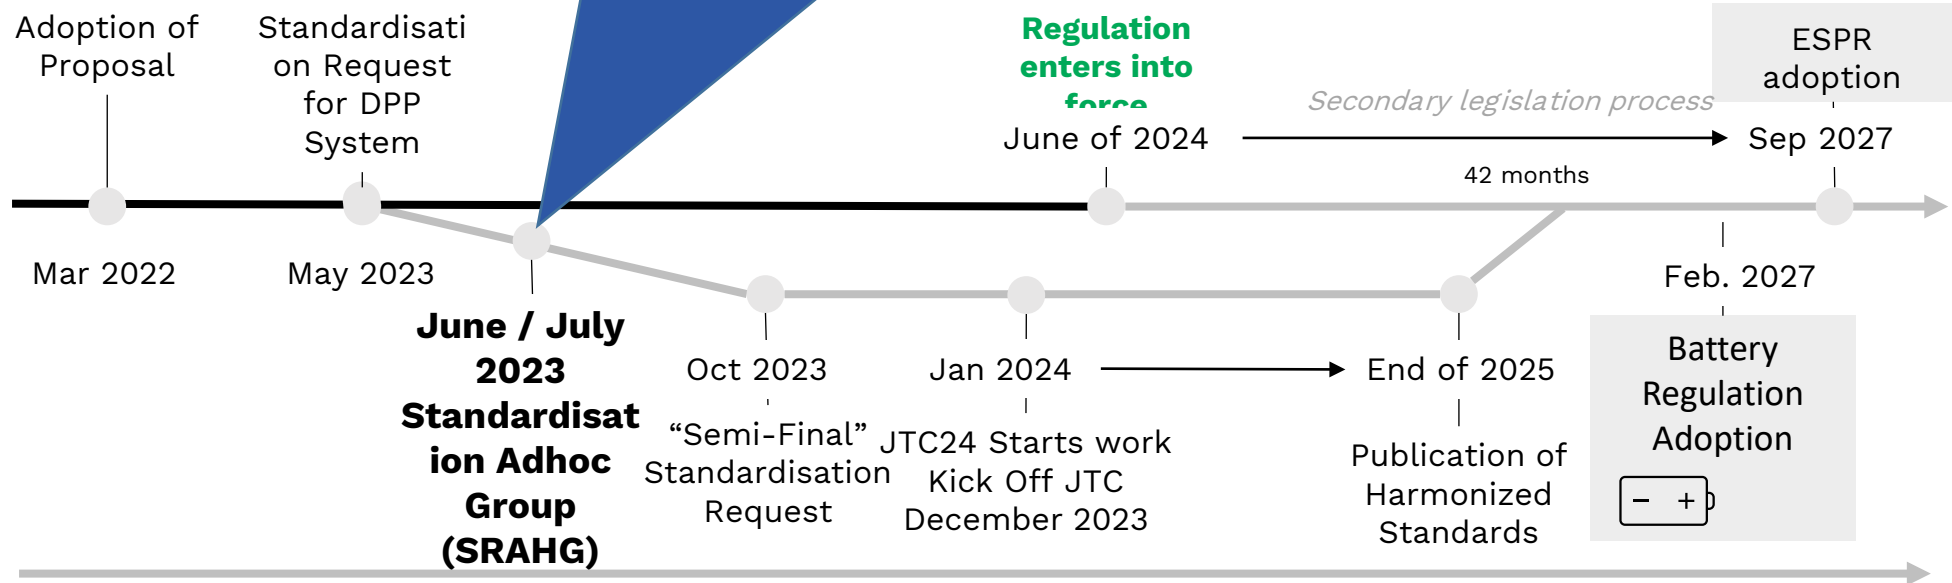 Adoption of
Proposal
Standardisati
on Request
for DPP
System
Regulation
enters into
force
ESPR
adoption
Secondary legislation process
June of 2024
Sep 2027
42 months
Mar 2022
May 2023
Feb. 2027
June / July
2023
Standardisat
ion Adhoc
Group
(SRAHG)
Oct 2023
“Semi-Final”
Standardisation
Request
Jan 2024
JTC24 Starts work
Kick Off JTC
December 2023
End of 2025
Publication of
Harmonized
Standards
Battery
Regulation
Adoption
− +